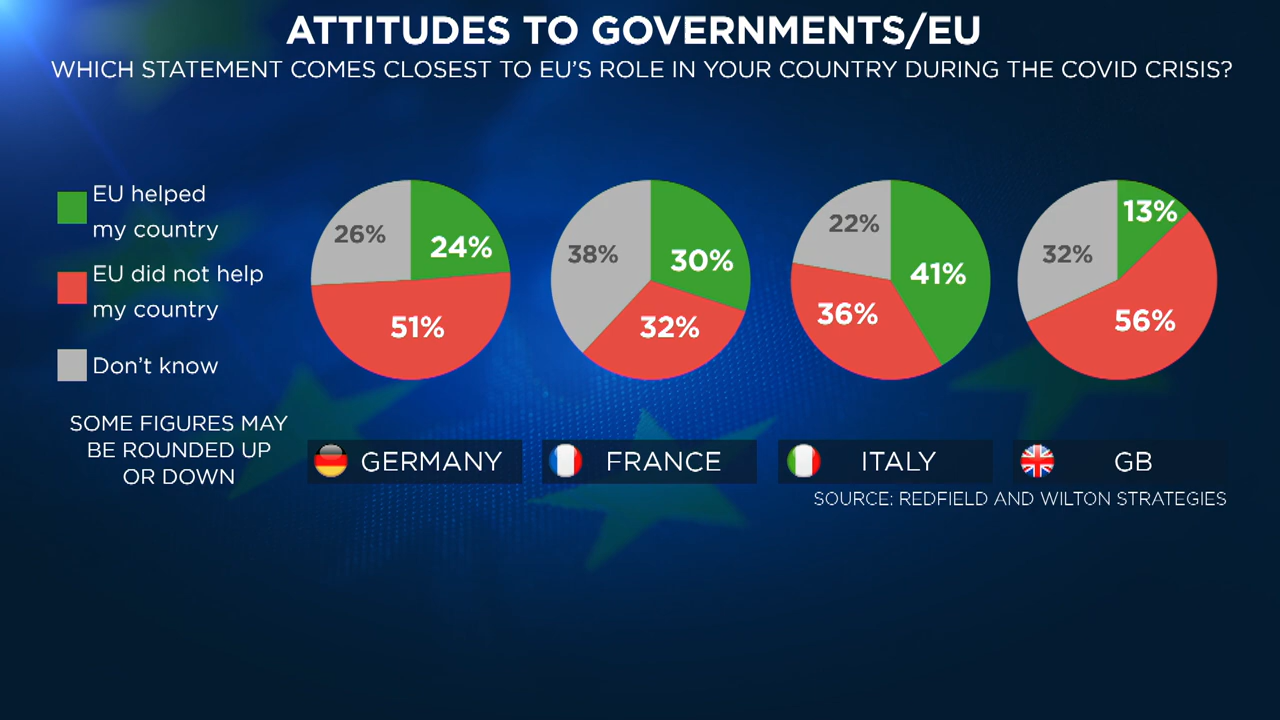 ATTITUDES TO GOVERNMENTS/EU
WHICH STATEMENT COMES CLOSEST TO EU'S ROLE IN YOUR COUNTRY DURING THE COVID CRISIS?
EU helped
my country
EU did not help
my country
Don't know
SOME FIGURES MAY
BE ROUNDED UP
OR DOWN
26%
24%
51%
38%
30%
32%
22%
41%
36%
32%
13%
56%
GERMANY
FRANCE
ITALY
GB
SOURCE: REDFIELD AND WILTON STRATEGIES